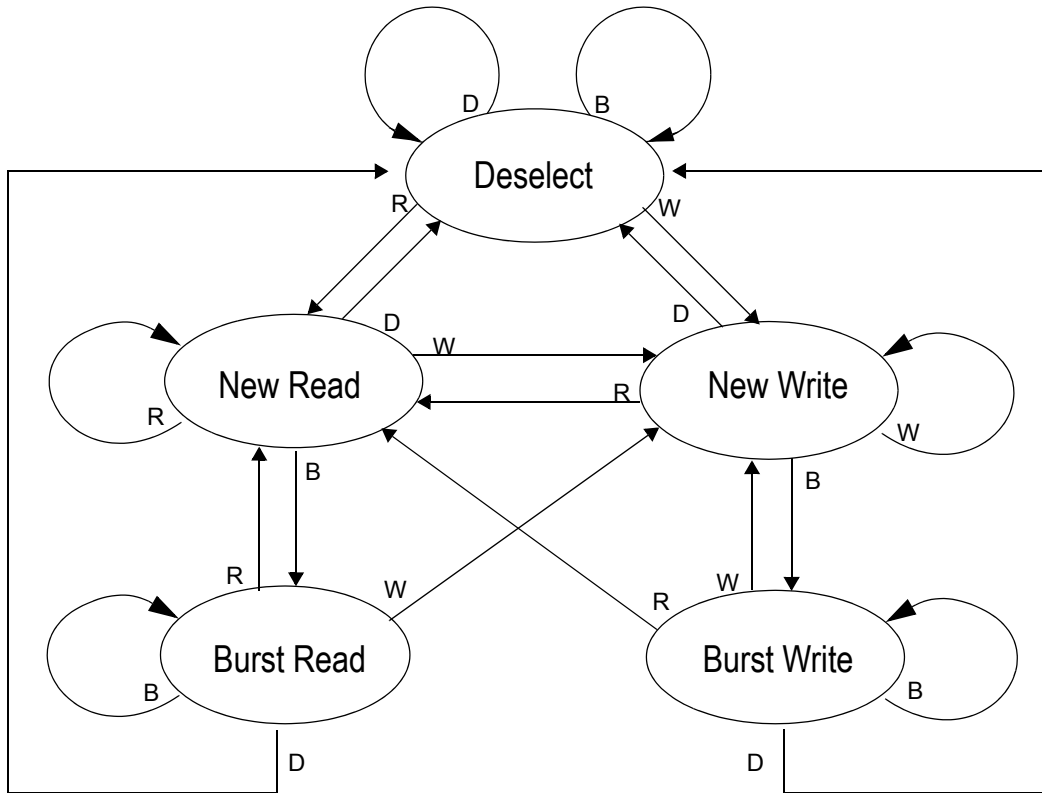 D B
Deselect
R W
D D
W
New Read New Write
R
R W
B B
R W R W
Burst Read Burst Write
B B
D D